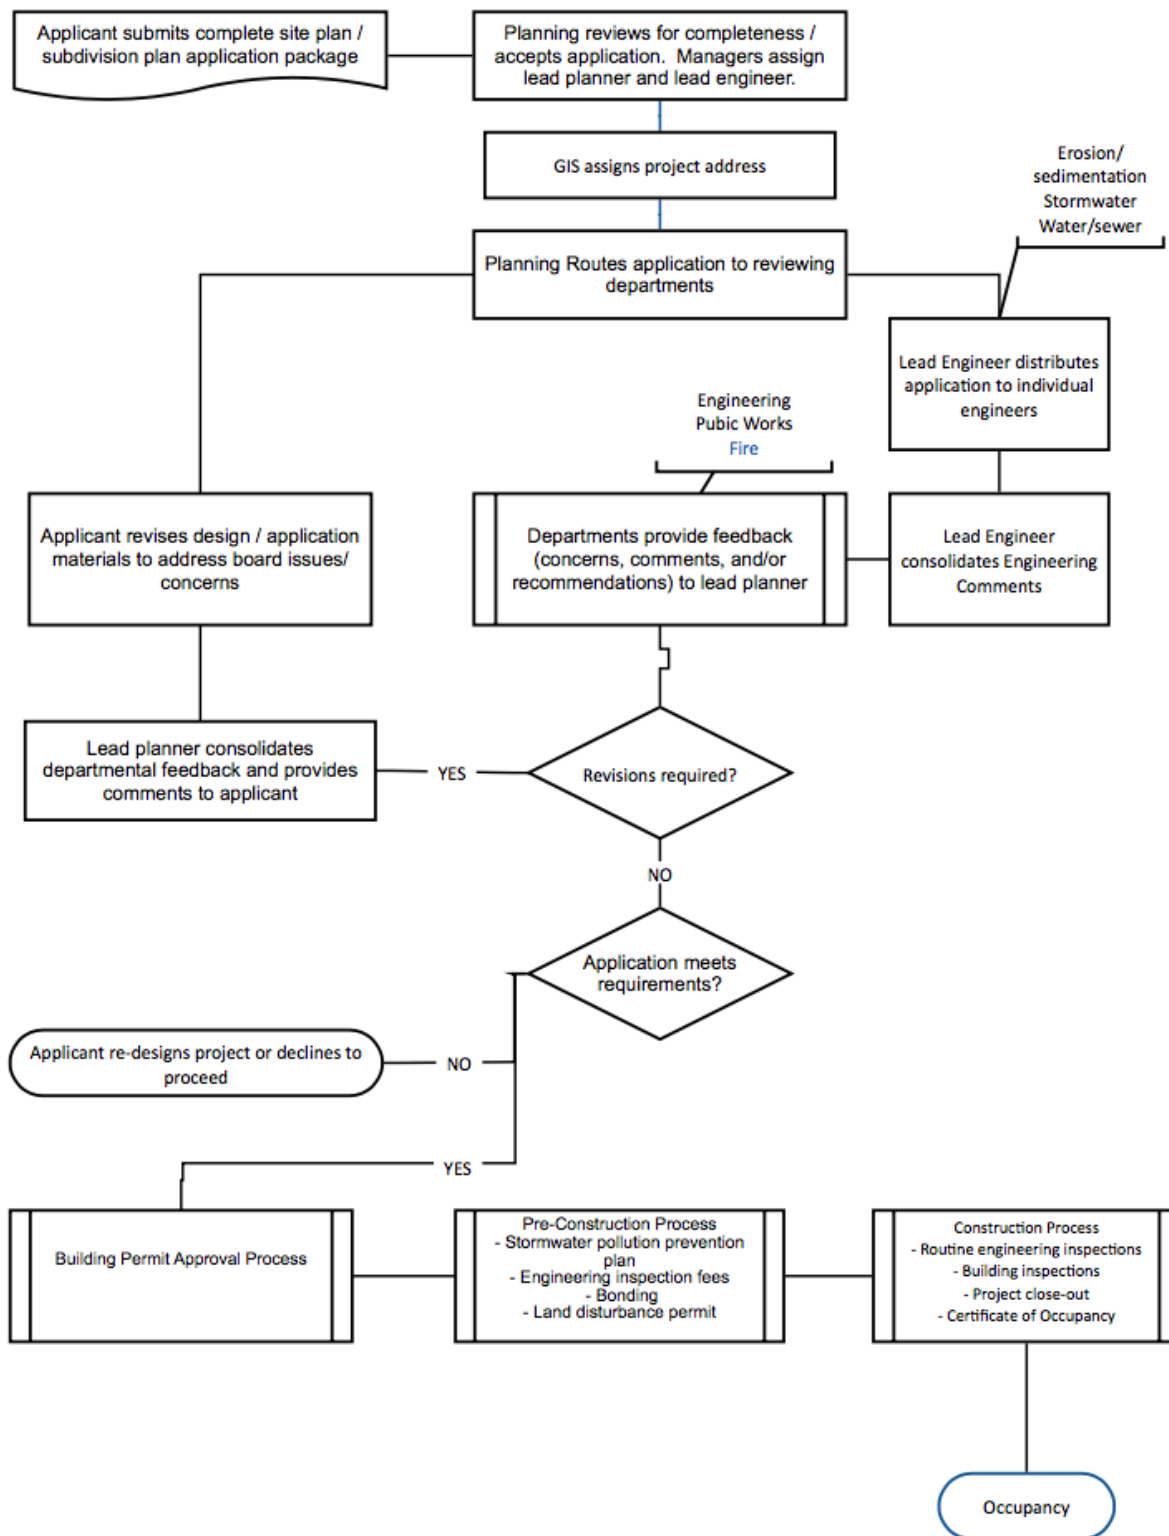 Applicant submits complete site plan /
subdivision plan application package
Planning reviews for completeness /
accepts application.  Managers assign
lead planner and lead engineer.
GIS assigns project address
Erosion/
sedimentation
Stormwater
Water/sewer
Planning Routes application to reviewing
departments
Lead Engineer distributes
application to individual
engineers
Engineering
Pubic Works
Fire
Applicant revises design / application
materials to address board issues/
concerns
Departments provide feedback
(concerns, comments, and/or
recommendations) to lead planner
Lead Engineer
consolidates Engineering
Comments
Lead planner consolidates
departmental feedback and provides
comments to applicant
YES
Revisions required?
NO
Application meets
requirements?
Applicant re-designs project or declines to
proceed
NO
YES
Building Permit Approval Process
Pre-Construction Process
- Stormwater pollution prevention
plan
- Engineering inspection fees
- Bonding
- Land disturbance permit
Construction Process
- Routine engineering inspections
- Building inspections
- Project close-out
- Certificate of Occupancy
Occupancy